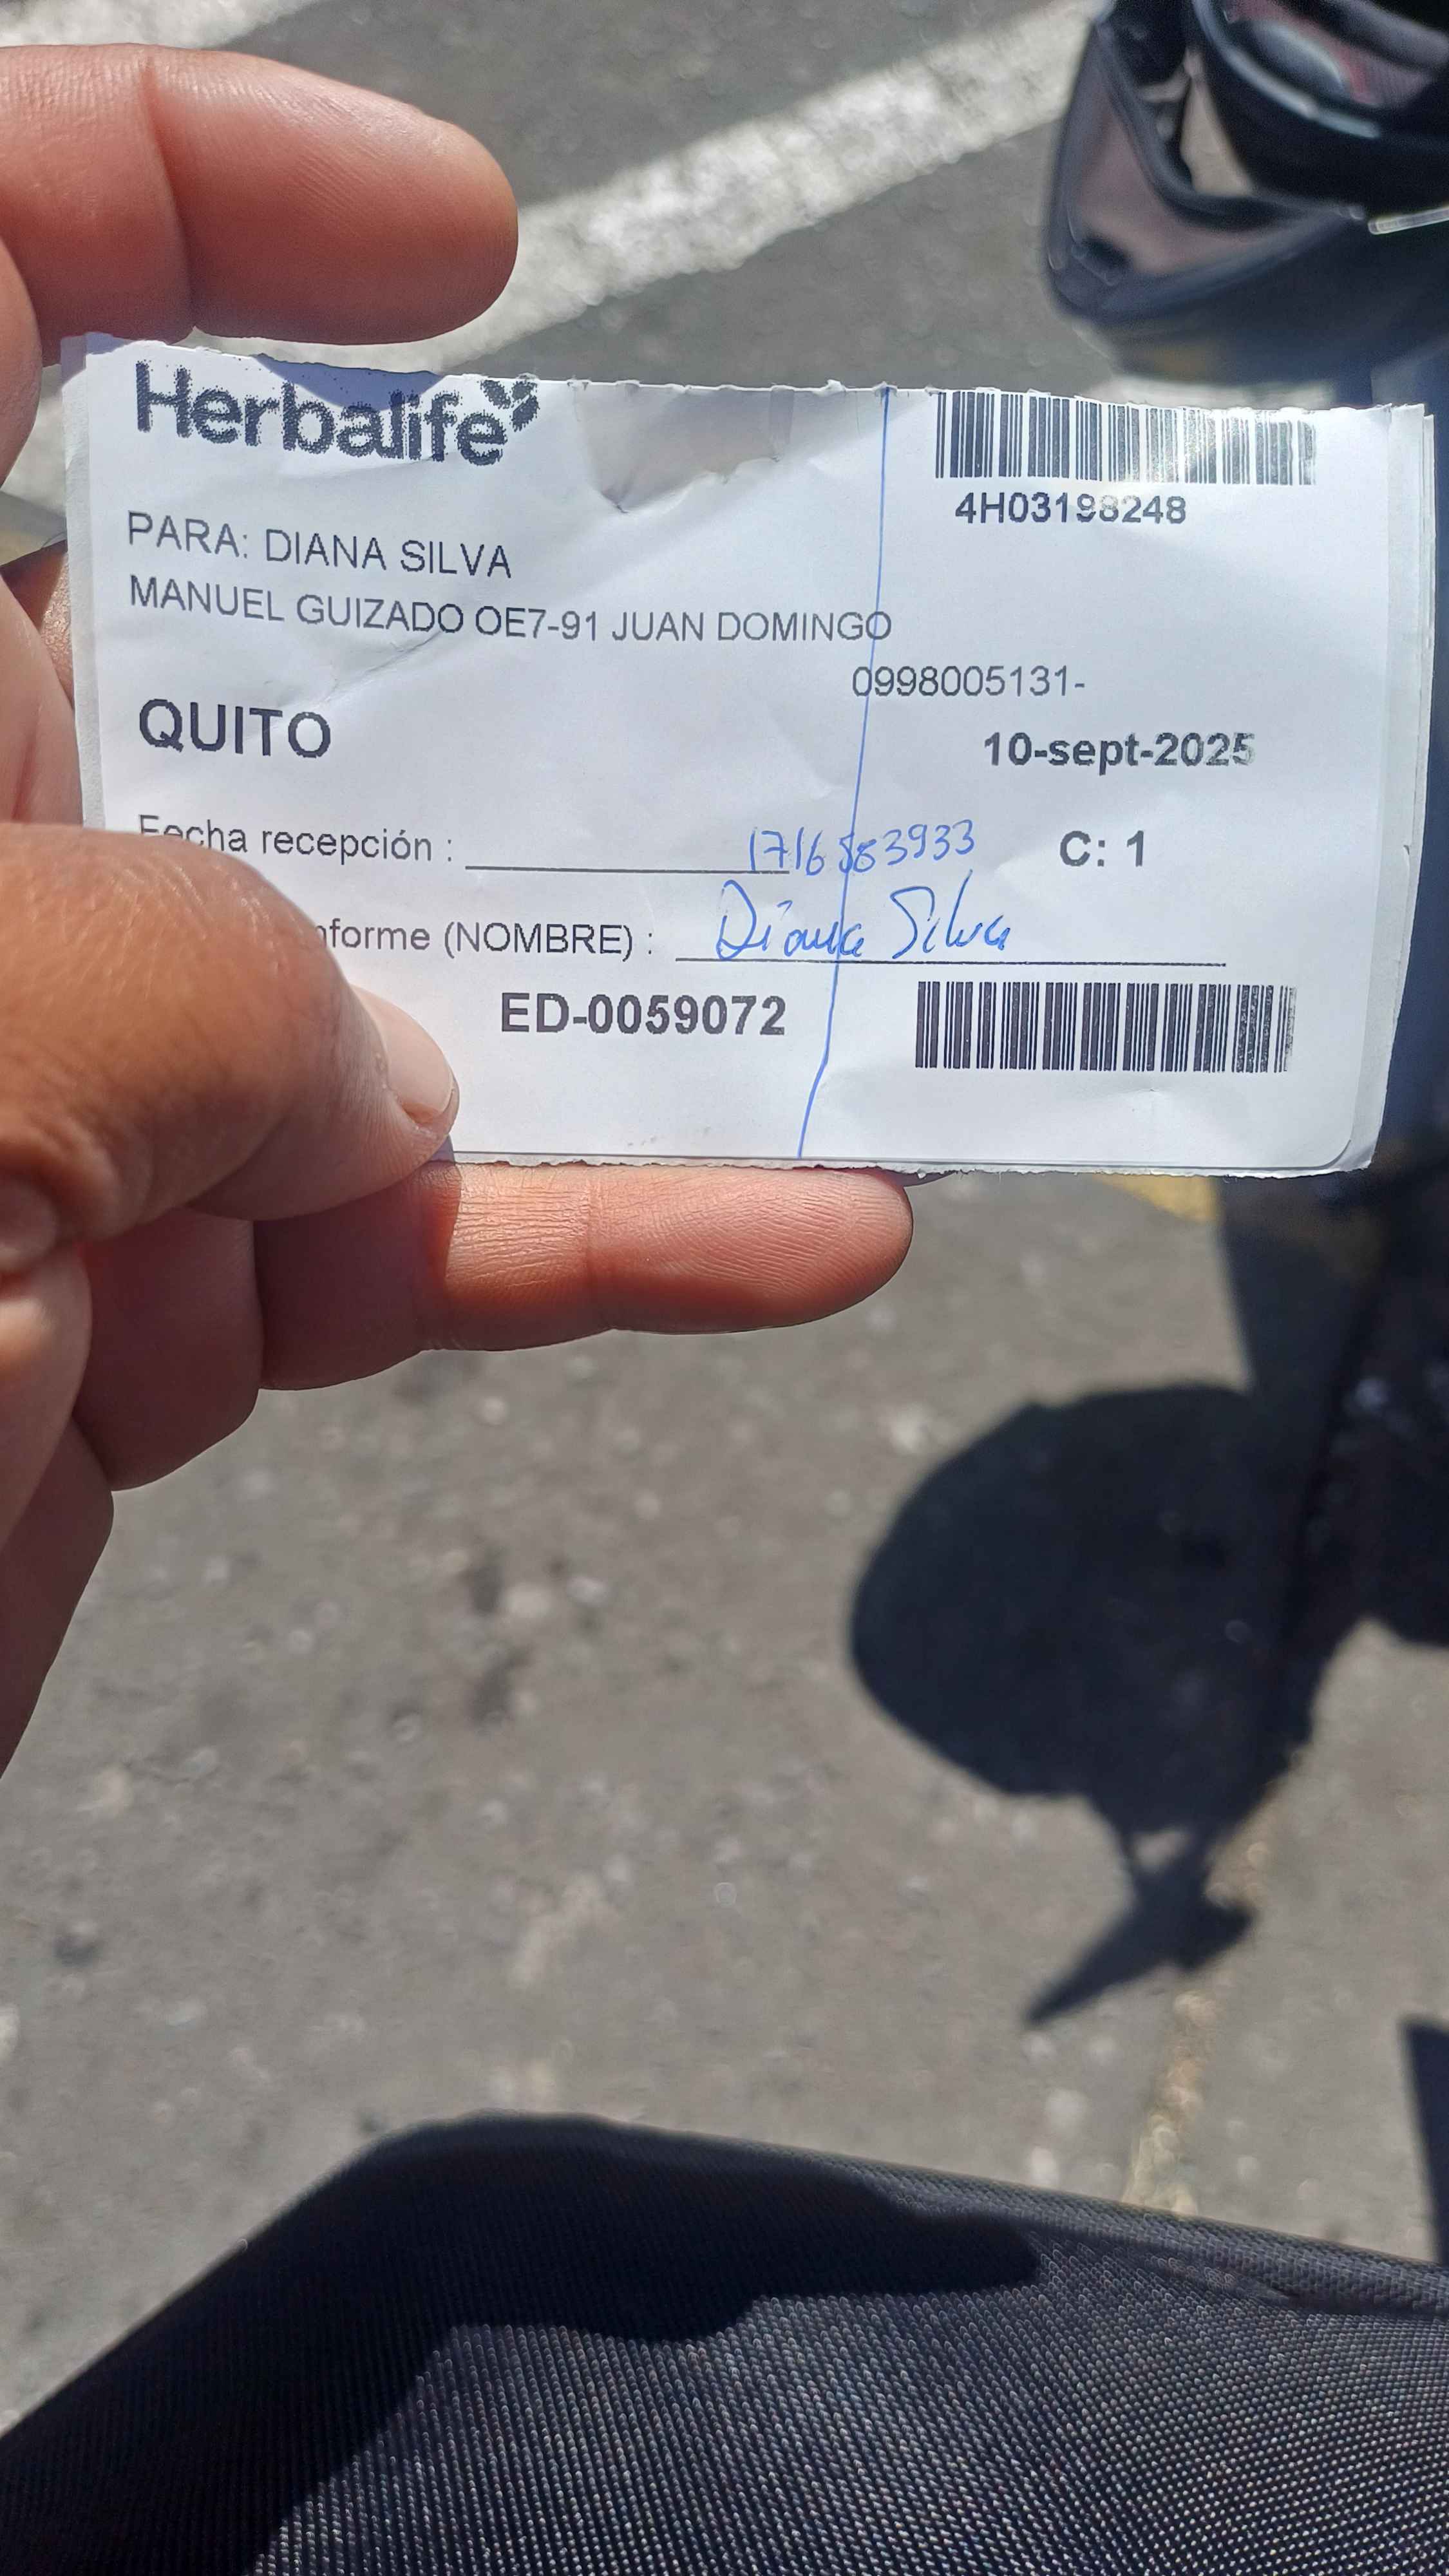 Herbalife
4H03198248
PARA: DIANA SILVA
MANUEL GUIZADO OE7-91 JUAN DOMINGO
0998005131-
QUITO
10-sept-2025
Fecha recepción : 1716583933 C: 1
nforme (NOMBRE) : Diana Silva
ED-0059072